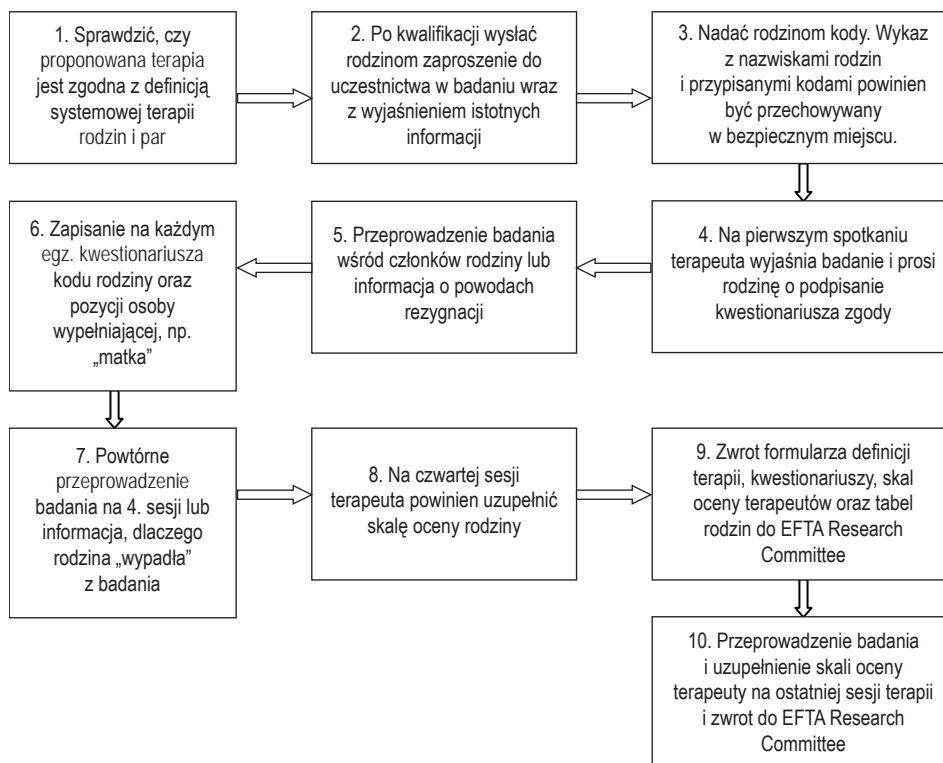 1. Sprawdzić, czy
proponowana terapia
jest zgodna z definicją
systemowej terapii
rodzin i par
2. Po kwalifikacji wysłać
rodzinom zaproszenie do
uczestnictwa w badaniu wraz
z wyjaśnieniem istotnych
informacji
3. Nadać rodzinom kody. Wykaz
z nazwiskami rodzin
i przypisanymi kodami powinien
być przechowywany
w bezpiecznym miejscu.
4. Na pierwszym spotkaniu
terapeuta wyjaśnia badanie i prosi
rodzinę o podpisanie
kwestionariusza zgody
5. Przeprowadzenie badania
wśród członków rodziny lub
informacja o powodach
rezygnacji
6. Zapisanie na każdym
egz. kwestionariusza
kodu rodziny oraz
pozycji osoby
wypełniającej, np.
„matka”
7. Powtórne
przeprowadzenie
badania na 4. sesji lub
informacja, dlaczego
rodzina „wypadła”
z badania
8. Na czwartej sesji
terapeuta powinien uzupełnić
skalę oceny rodziny
9. Zwrot formularza definicji
terapii, kwestionariuszy, skal
oceny terapeutów oraz tabel
rodzin do EFTA Research
Committee
10. Przeprowadzenie badania
i uzupełnienie skali oceny
terapeuty na ostatniej sesji terapii
i zwrot do EFTA Research
Committee